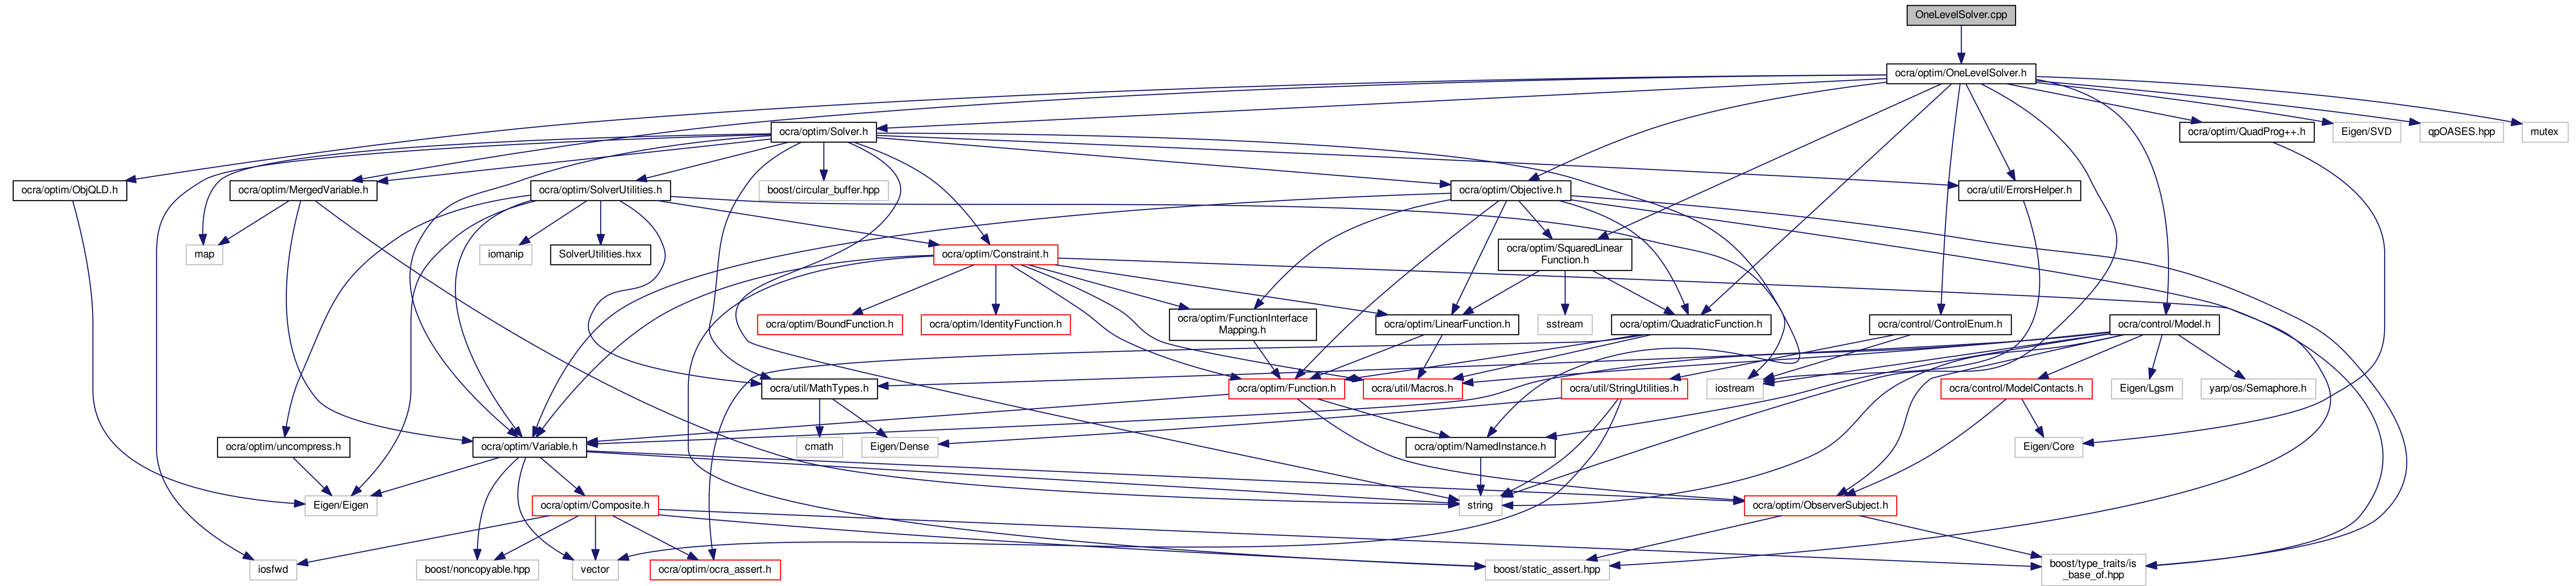 OneLevelSolver.cpp
ocra/optim/OneLevelSolver.h
ocra/optim/Solver.h
ocra/optim/QuadProg++.h
Eigen/SVD
qpOASES.hpp
mutex
ocra/optim/ObjQLD.h
ocra/optim/MergedVariable.h
ocra/optim/SolverUtilities.h
boost/circular_buffer.hpp
ocra/optim/Objective.h
ocra/util/ErrorsHelper.h
map
iomanip
SolverUtilities.hxx
ocra/optim/Constraint.h
ocra/optim/SquaredLinear
Function.h
ocra/optim/BoundFunction.h
ocra/optim/IdentityFunction.h
ocra/optim/FunctionInterface
Mapping.h
sstream
ocra/optim/LinearFunction.h
ocra/optim/QuadraticFunction.h
ocra/control/ControlEnum.h
ocra/control/Model.h
ocra/util/MathTypes.h
ocra/optim/Function.h
ocra/util/Macros.h
ocra/util/StringUtilities.h
iostream
ocra/control/ModelContacts.h
Eigen/Lgsm
yarp/os/Semaphore.h
ocra/optim/uncompress.h
ocra/optim/Variable.h
cmath
Eigen/Dense
ocra/optim/NamedInstance.h
Eigen/Core
Eigen/Eigen
ocra/optim/Composite.h
string
ocra/optim/ObserverSubject.h
iosfwd
boost/noncopyable.hpp
vector
ocra/optim/ocra_assert.h
boost/static_assert.hpp
boost/type_traits/is
_base_of.hpp